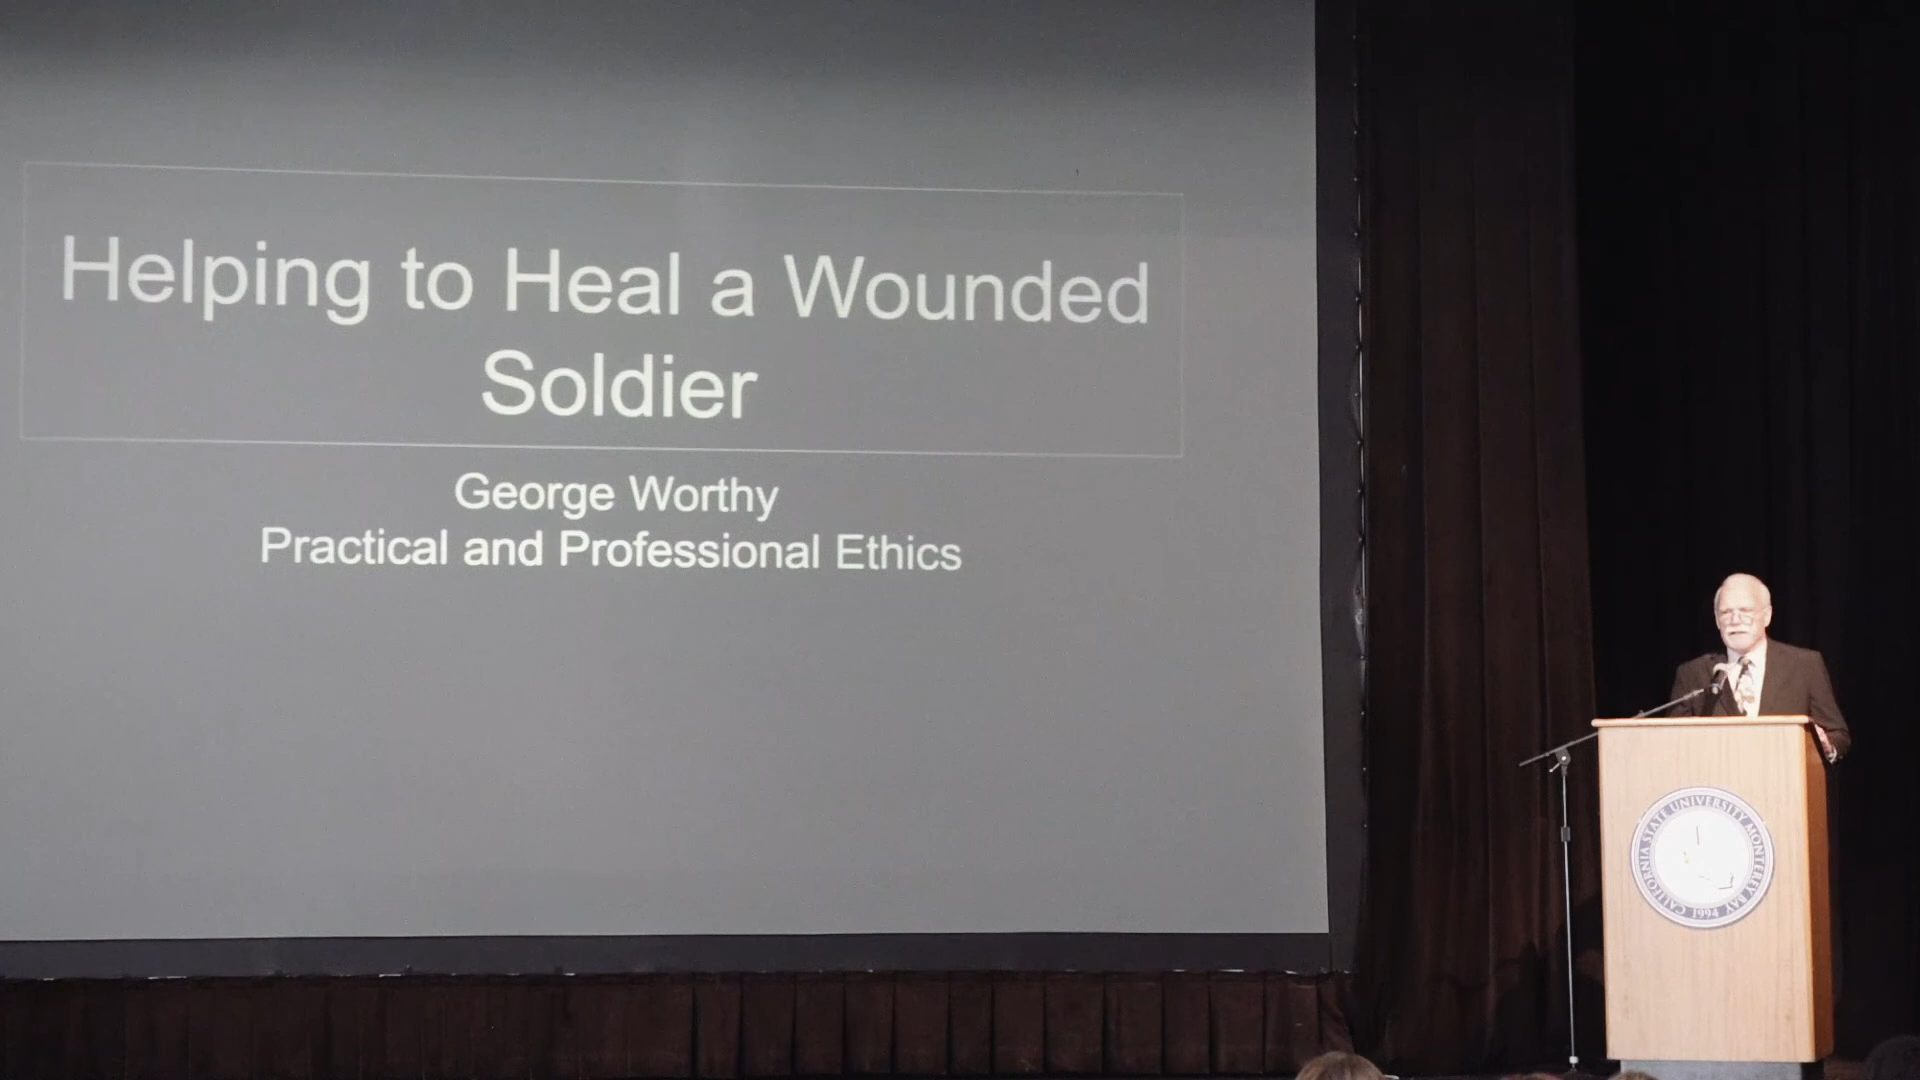 Helping to Heal a Wounded
Soldier
George Worthy
Practical and Professional Ethics
CALIFORNIA STATE UNIVERSITY MONTEREY BAY
1994